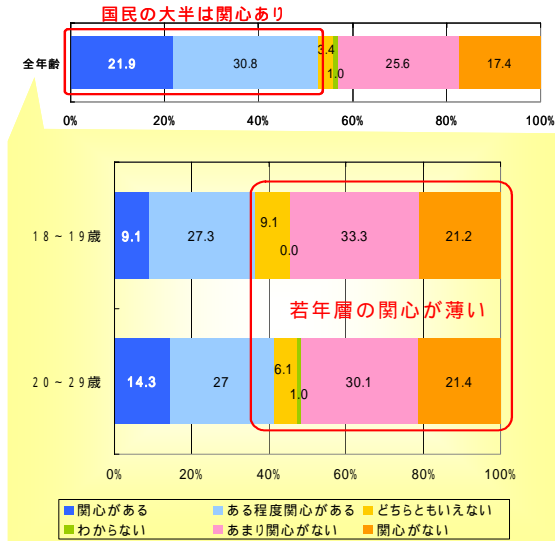 国民の大半は関心あり
全年齢 21.9 30.8 3.4 1.0 25.6 17.4
0% 20% 40% 60% 80% 100%
18~19歳 9.1 27.3 9.1 0.0 33.3 21.2
若年層の関心が薄い
20~29歳 14.3 27 6.1 1.0 30.1 21.4
0% 20% 40% 60% 80% 100%
関心がある ある程度関心がある どちらともいえない
わからない あまり関心がない 関心がない